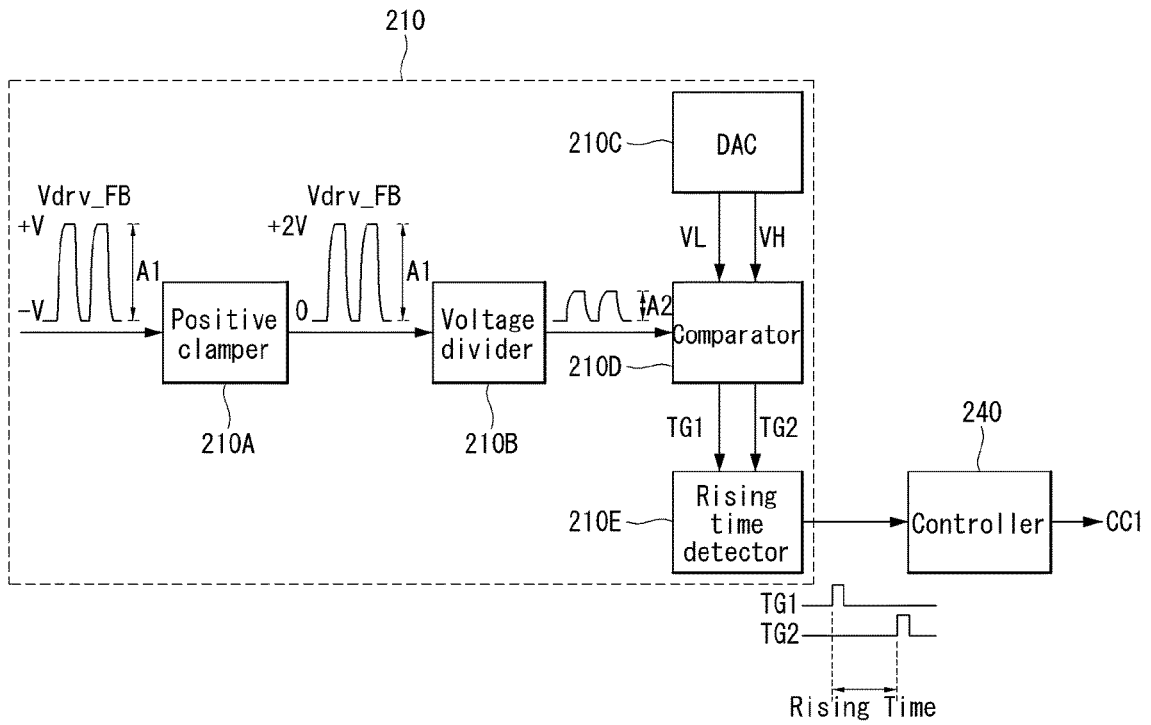 210
210C
DAC
Vdrv_FB
+V
A1
-V
Vdrv_FB
+2V
A1
0
VL
VH
A2
Positive
clamper
210A
Voltage
divider
210B
Comparator
210D
TG1
TG2
240
210E
Rising
time
detector
Controller
CC1
TG1
TG2
Rising Time